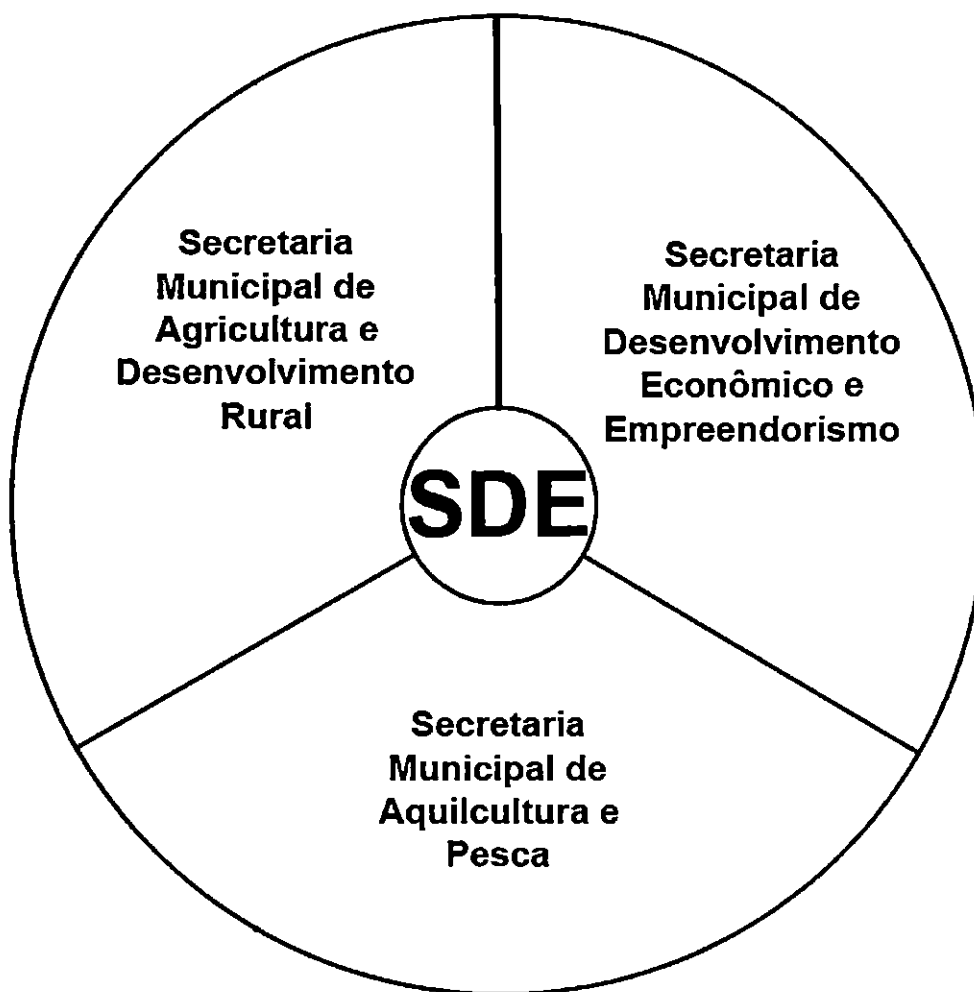 Secretaria
Municipal de
Agricultura e
Desenvolvimento
Rural
Secretaria
Municipal de
Desenvolvimento
Econômico e
Empreendorismo
SDE
Secretaria
Municipal de
Aquilcultura e
Pesca